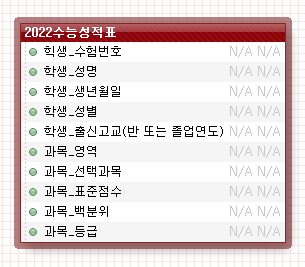 2022수능성적표
학생_수험번호 N/A N/A
학생_성명 N/A N/A
학생_생년월일 N/A N/A
학생_성별 N/A N/A
학생_출신고교(반 또는 졸업연도) N/A N/A
과목_영역 N/A N/A
과목_선택과목 N/A N/A
과목_표준점수 N/A N/A
과목_백분위 N/A N/A
과목_등급 N/A N/A